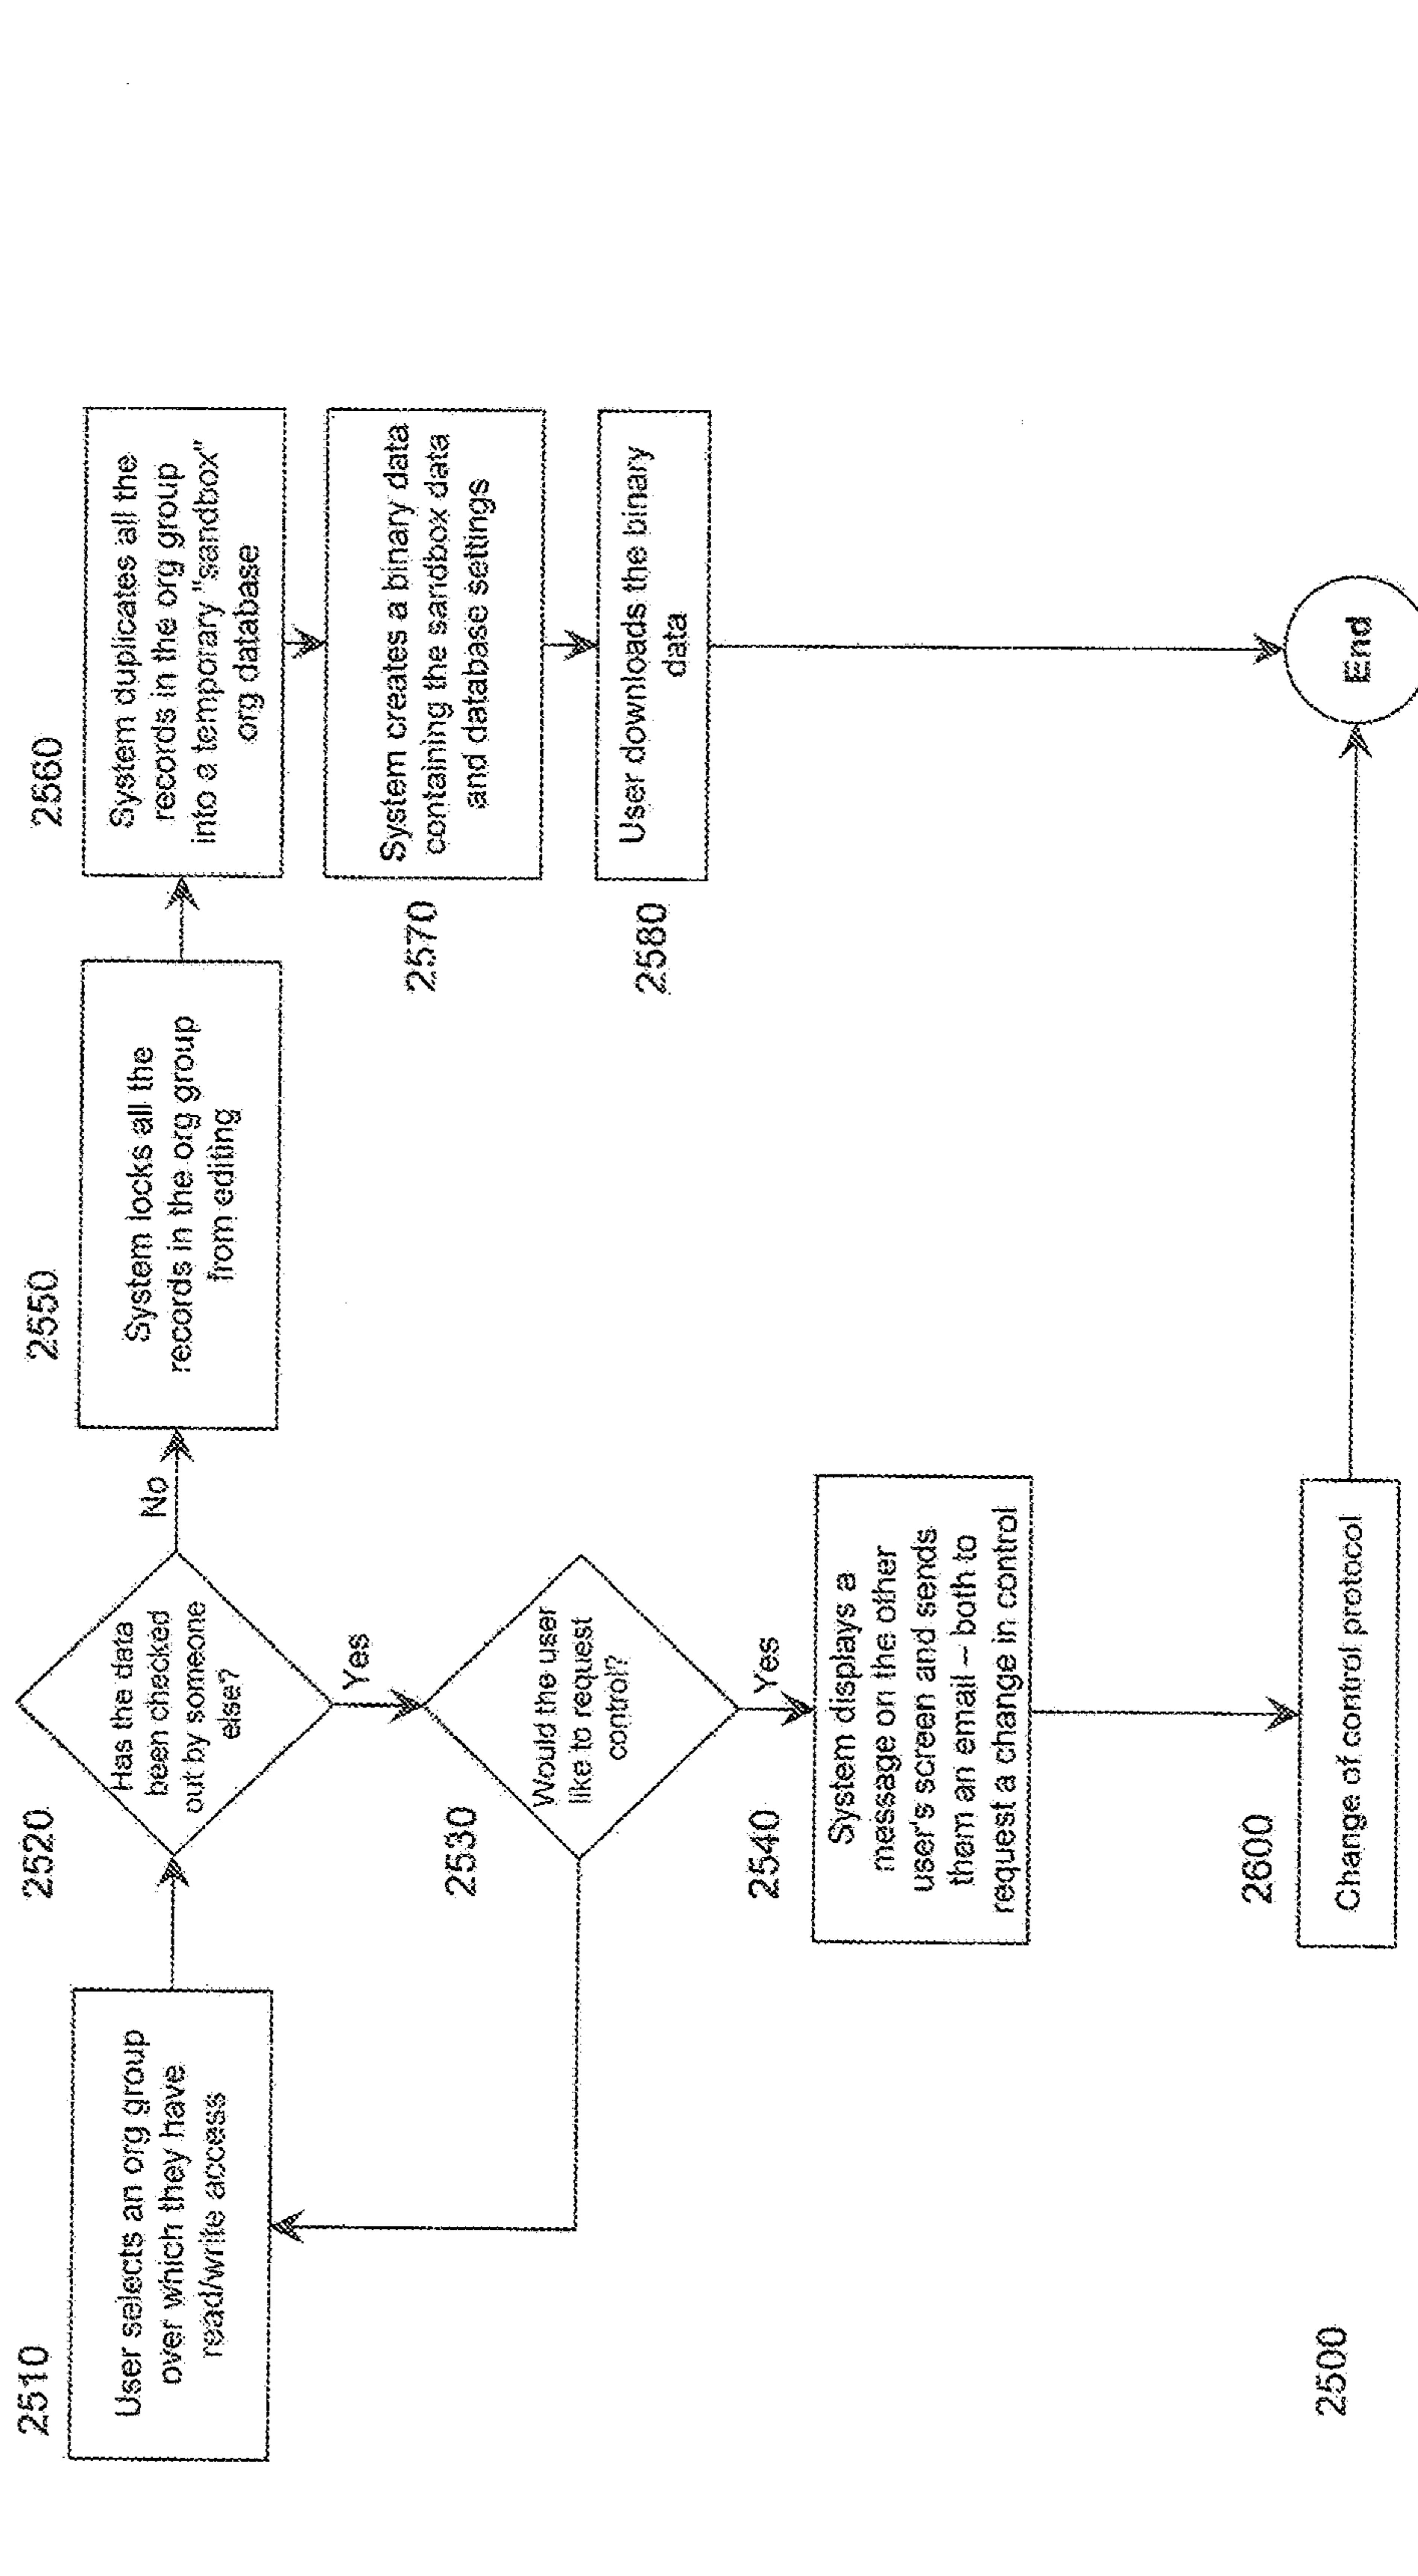 2510
User selects an org group
over which they have
read/write access
2520
Has the data
been checked
out by someone
else?
No
Yes
2530
Would the user
like to request
control?
Yes
2540
System displays a
message on the other
user's screen and sends
them an email – both to
request a change in control
2550
System locks all the
records in the org group
from editing
2560
System duplicates all the
records in the org group
into a temporary "sandbox"
org database
2570
System creates a binary data
containing the sandbox data
and database settings
2580
User downloads the binary
data
2600
Change of control protocol
End
2500